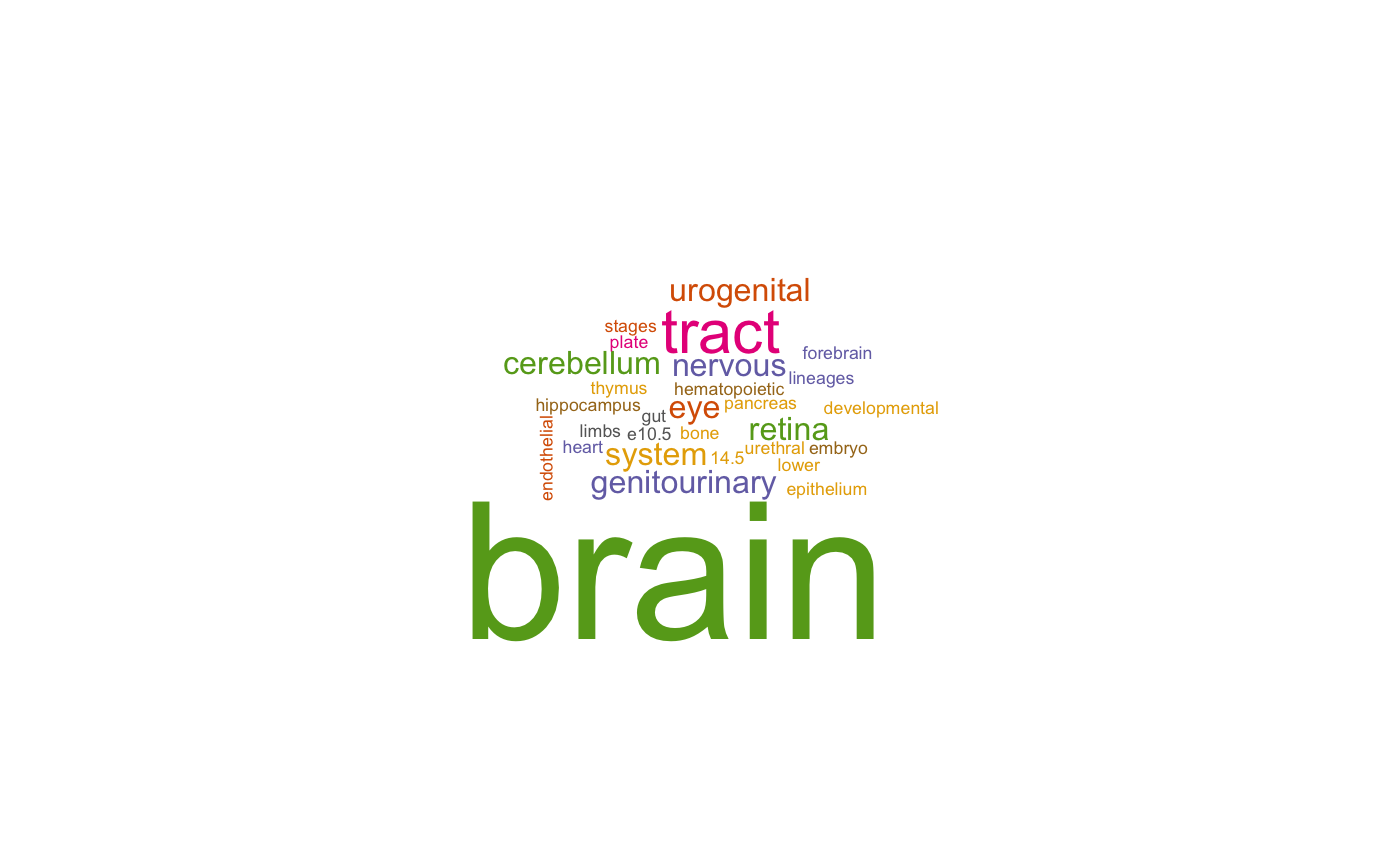 urogenital
stages
tract
plate
forebrain
cerebellum
nervous
lineages
thymus
hematopoietic
hippocampus
eye
pancreas
developmental
gut
limbs
e10.5
bone
retina
endothelial
heart
system
14.5
urethral
embryo
lower
genitourinary
epithelium
brain